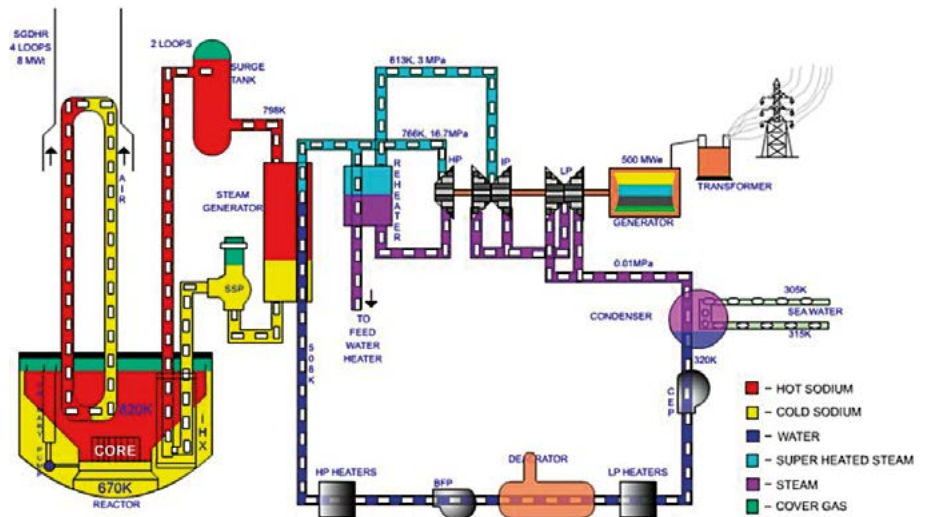 SGDHR
4 LOOPS
8 MWt
2 LOOPS
SURGE
TANK
798K
613K, 3 MPa
766K, 16.7MPa
AIR
STEAM
GENERATOR
REHEATER
HP
IP
LP
500 MWe
GENERATOR
TRANSFORMER
SSP
0.01MPa
TO
FEED
WATER
HEATER
CONDENSER
305K
SEA WATER
315K
320K
508K
CEP
820K
IHX
CORE
670K
REACTOR
HP HEATERS
BFP
LP HEATERS
- HOT SODIUM
- COLD SODIUM
- WATER
- SUPER HEATED STEAM
- STEAM
- COVER GAS